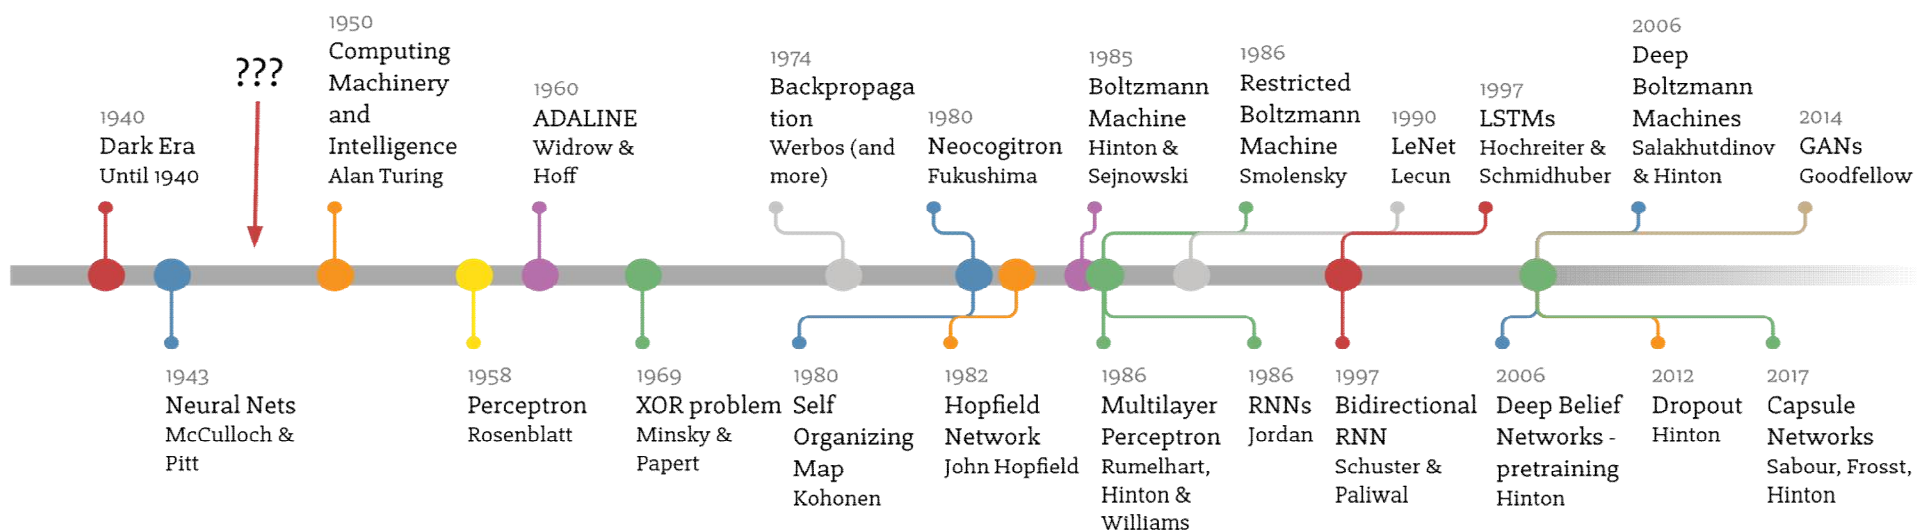 1940
Dark Era
Until 1940
???
1950
Computing
Machinery
and
Intelligence
Alan Turing
1960
ADALINE
Widrow &
Hoff
1974
Backpropaga
tion
Werbos (and
more)
1980
Neocogitron
Fukushima
1985
Boltzmann
Machine
Hinton &
Sejnowski
1986
Restricted
Boltzmann
Machine
Smolensky
1990
LeNet
Lecun
1997
LSTMs
Hochreiter &
Schmidhuber
2006
Deep
Boltzmann
Machines
Salakhutdinov
& Hinton
2014
GANs
Goodfellow
1943
Neural Nets
McCulloch &
Pitt
1958
Perceptron
Rosenblatt
1969
XOR problem
Minsky &
Papert
1980
Self
Organizing
Map
Kohonen
1982
Hopfield
Network
John Hopfield
1986
Multilayer
Perceptron
Rumelhart,
Hinton &
Williams
1986
RNNs
Jordan
1997
Bidirectional
RNN
Schuster &
Paliwal
2006
Deep Belief
Networks -
pretraining
Hinton
2012
Dropout
Hinton
2017
Capsule
Networks
Sabour, Frosst,
Hinton